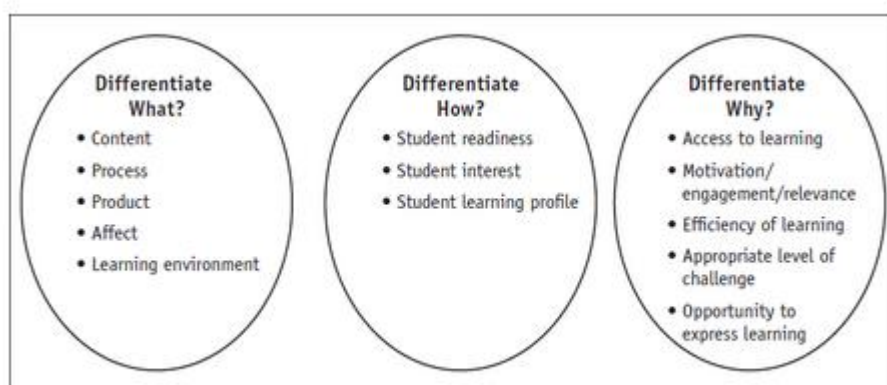 Differentiate
What?
• Content
• Process
• Product
• Affect
• Learning environment
Differentiate
How?
• Student readiness
• Student interest
• Student learning profile
Differentiate
Why?
• Access to learning
• Motivation/
engagement/relevance
• Efficiency of learning
• Appropriate level of
challenge
• Opportunity to
express learning